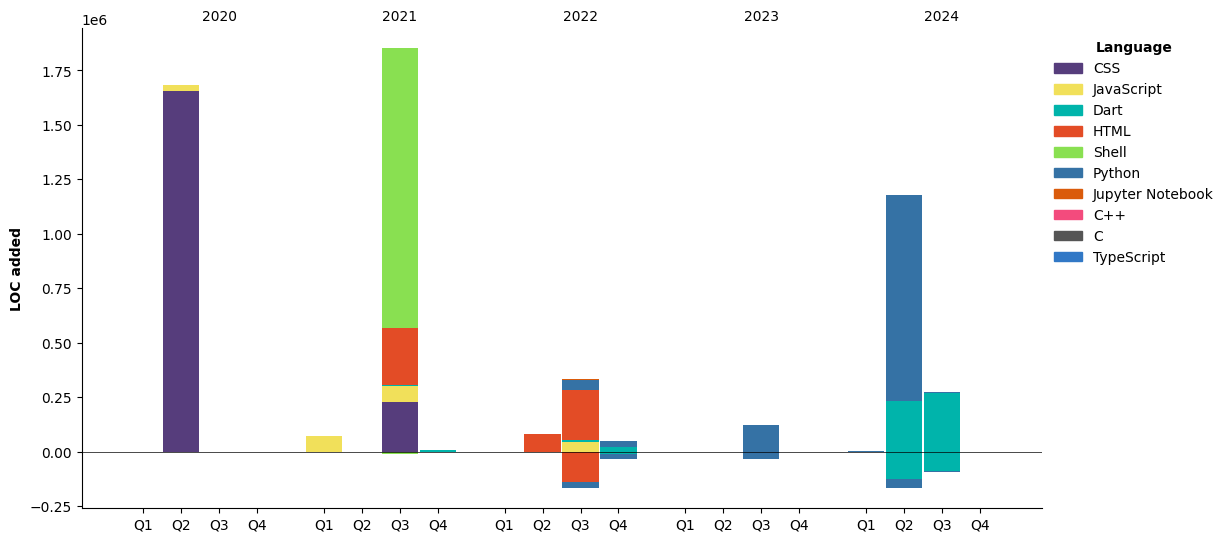 2020 2021 2022 2023 2024
1e6
1.75
1.50
1.25
1.00
0.75
0.50
0.25
0.00
−0.25
LOC added
Q1 Q2 Q3 Q4 Q1 Q2 Q3 Q4 Q1 Q2 Q3 Q4 Q1 Q2 Q3 Q4 Q1 Q2 Q3 Q4
Language
CSS
JavaScript
Dart
HTML
Shell
Python
Jupyter Notebook
C++
C
TypeScript